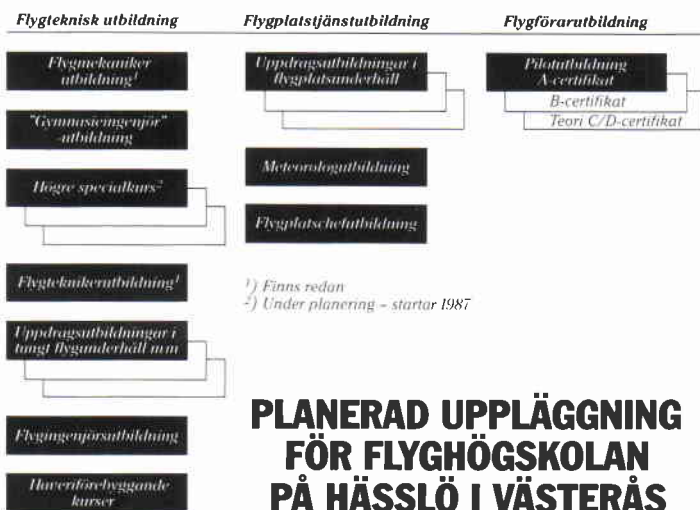 Flygteknisk utbildning
Flygmekaniker
utbildning¹
"Gymnasieingenjör"
-utbildning
Högre specialkurs²
Flygteknikerutbildning¹
Uppdragsutbildningar i
tungt flygunderhåll m m
Flygingenjörsutbildning
Haveriförebyggande
kurser
Flygplatstjänstutbildning
Uppdragsutbildningar i
flygplatsunderhåll
Meteorologutbildning
Flygplatschefutbildning
Flygförarutbildning
Pilotutbildning
A-certifikat
B-certifikat
Teori C/D-certifikat
¹) Finns redan
²) Under planering – startar 1987
PLANERAD UPPLÄGGNING
FÖR FLYGHÖGSKOLAN
PÅ HÄSSLÖ I VÄSTERÅS